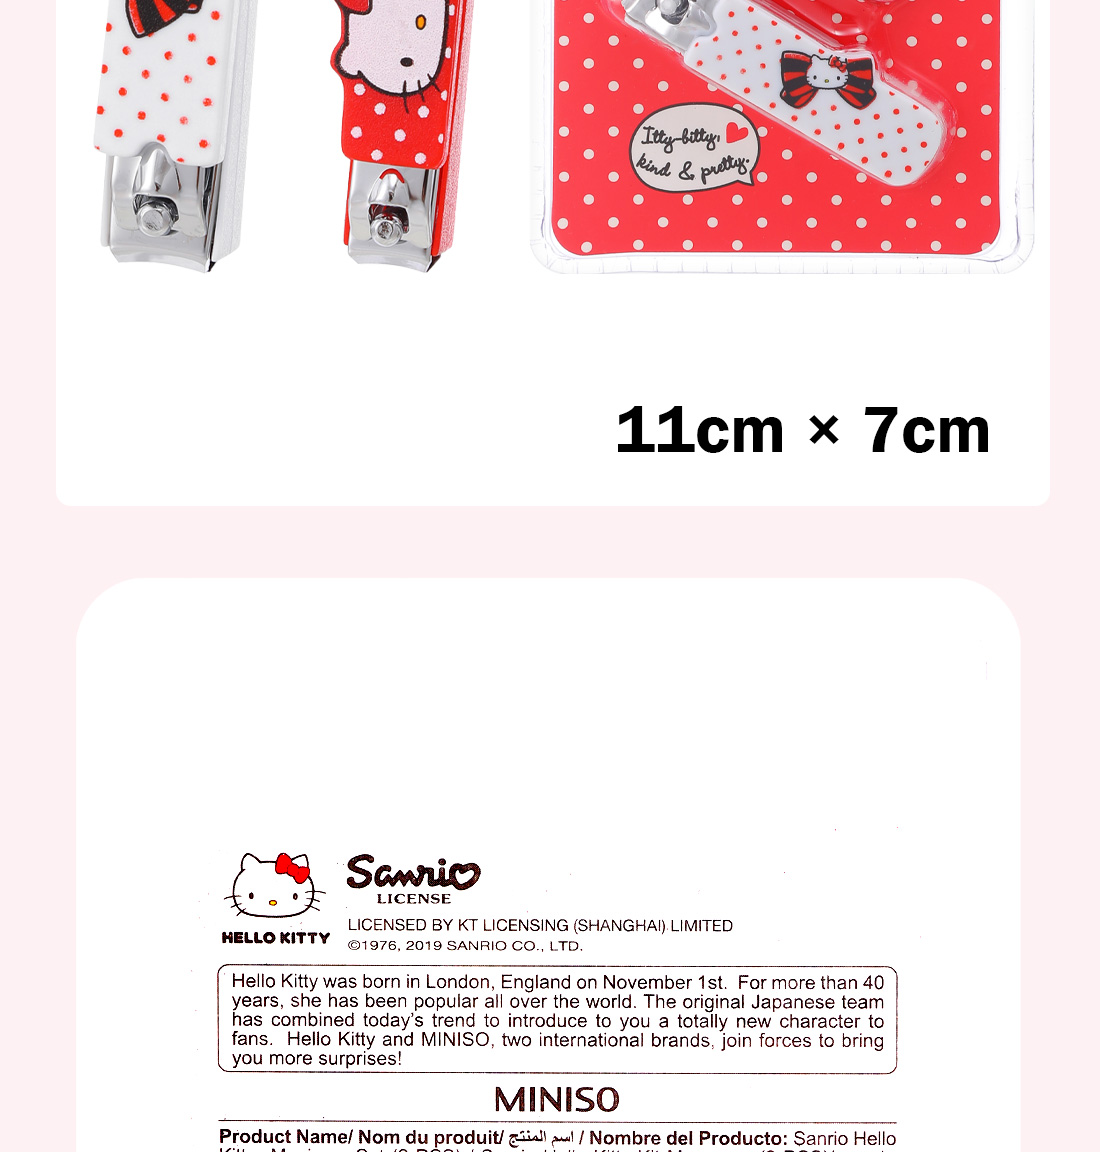 Itty-bitty,
kind & pretty.
11cm × 7cm
Sanrio
LICENSE
HELLO KITTY
LICENSED BY KT LICENSING (SHANGHAI) LIMITED
©1976, 2019 SANRIO CO., LTD.
Hello Kitty was born in London, England on November 1st. For more than 40
years, she has been popular all over the world. The original Japanese team
has combined today's trend to introduce to you a totally new character to
fans. Hello Kitty and MINISO, two international brands, join forces to bring
you more surprises!
MINISO
Product Name/ Nom du produit/ اسم المنتج / Nombre del Producto: Sanrio Hello